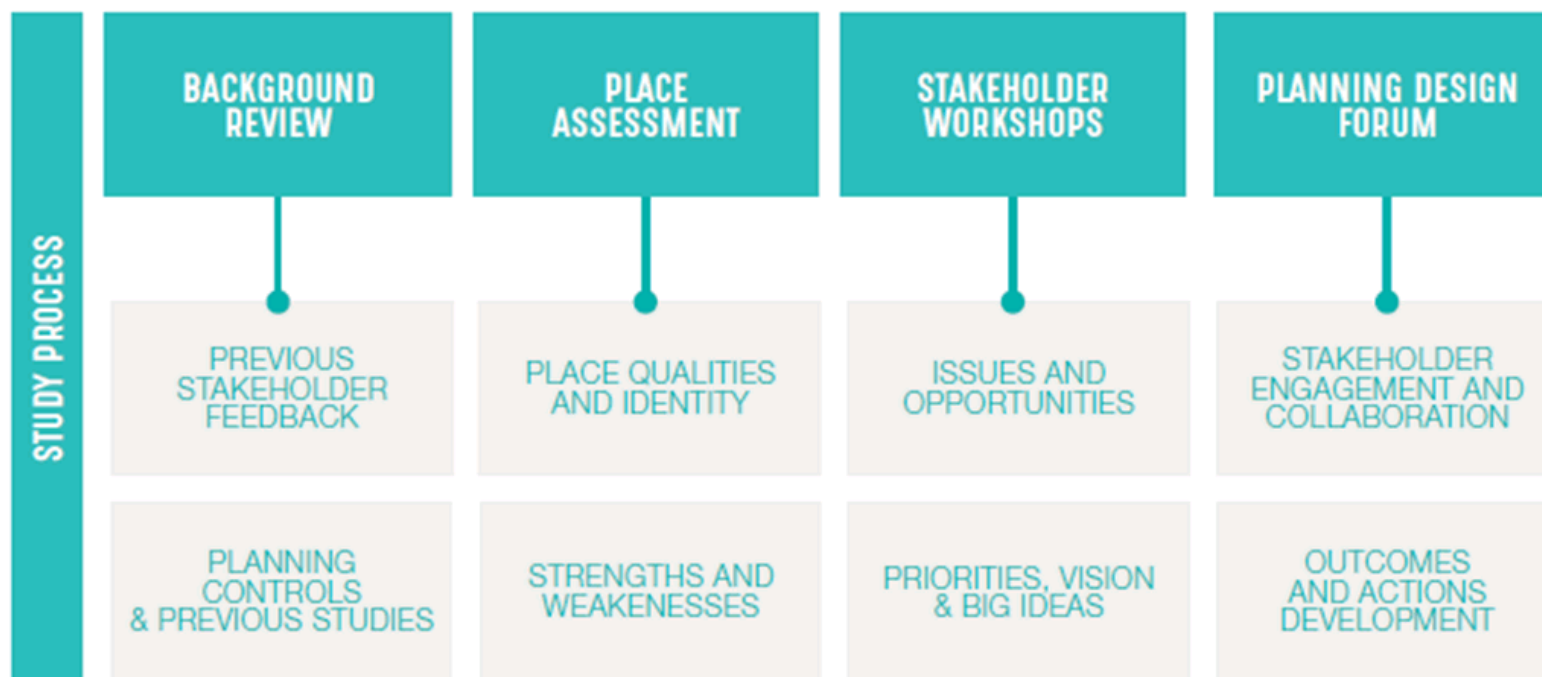 STUDY PROCESS
BACKGROUND
REVIEW
PLACE
ASSESSMENT
STAKEHOLDER
WORKSHOPS
PLANNING DESIGN
FORUM
PREVIOUS
STAKEHOLDER
FEEDBACK
PLACE QUALITIES
AND IDENTITY
ISSUES AND
OPPORTUNITIES
STAKEHOLDER
ENGAGEMENT AND
COLLABORATION
PLANNING
CONTROLS
& PREVIOUS STUDIES
STRENGTHS AND
WEAKENESSES
PRIORITIES, VISION
& BIG IDEAS
OUTCOMES
AND ACTIONS
DEVELOPMENT